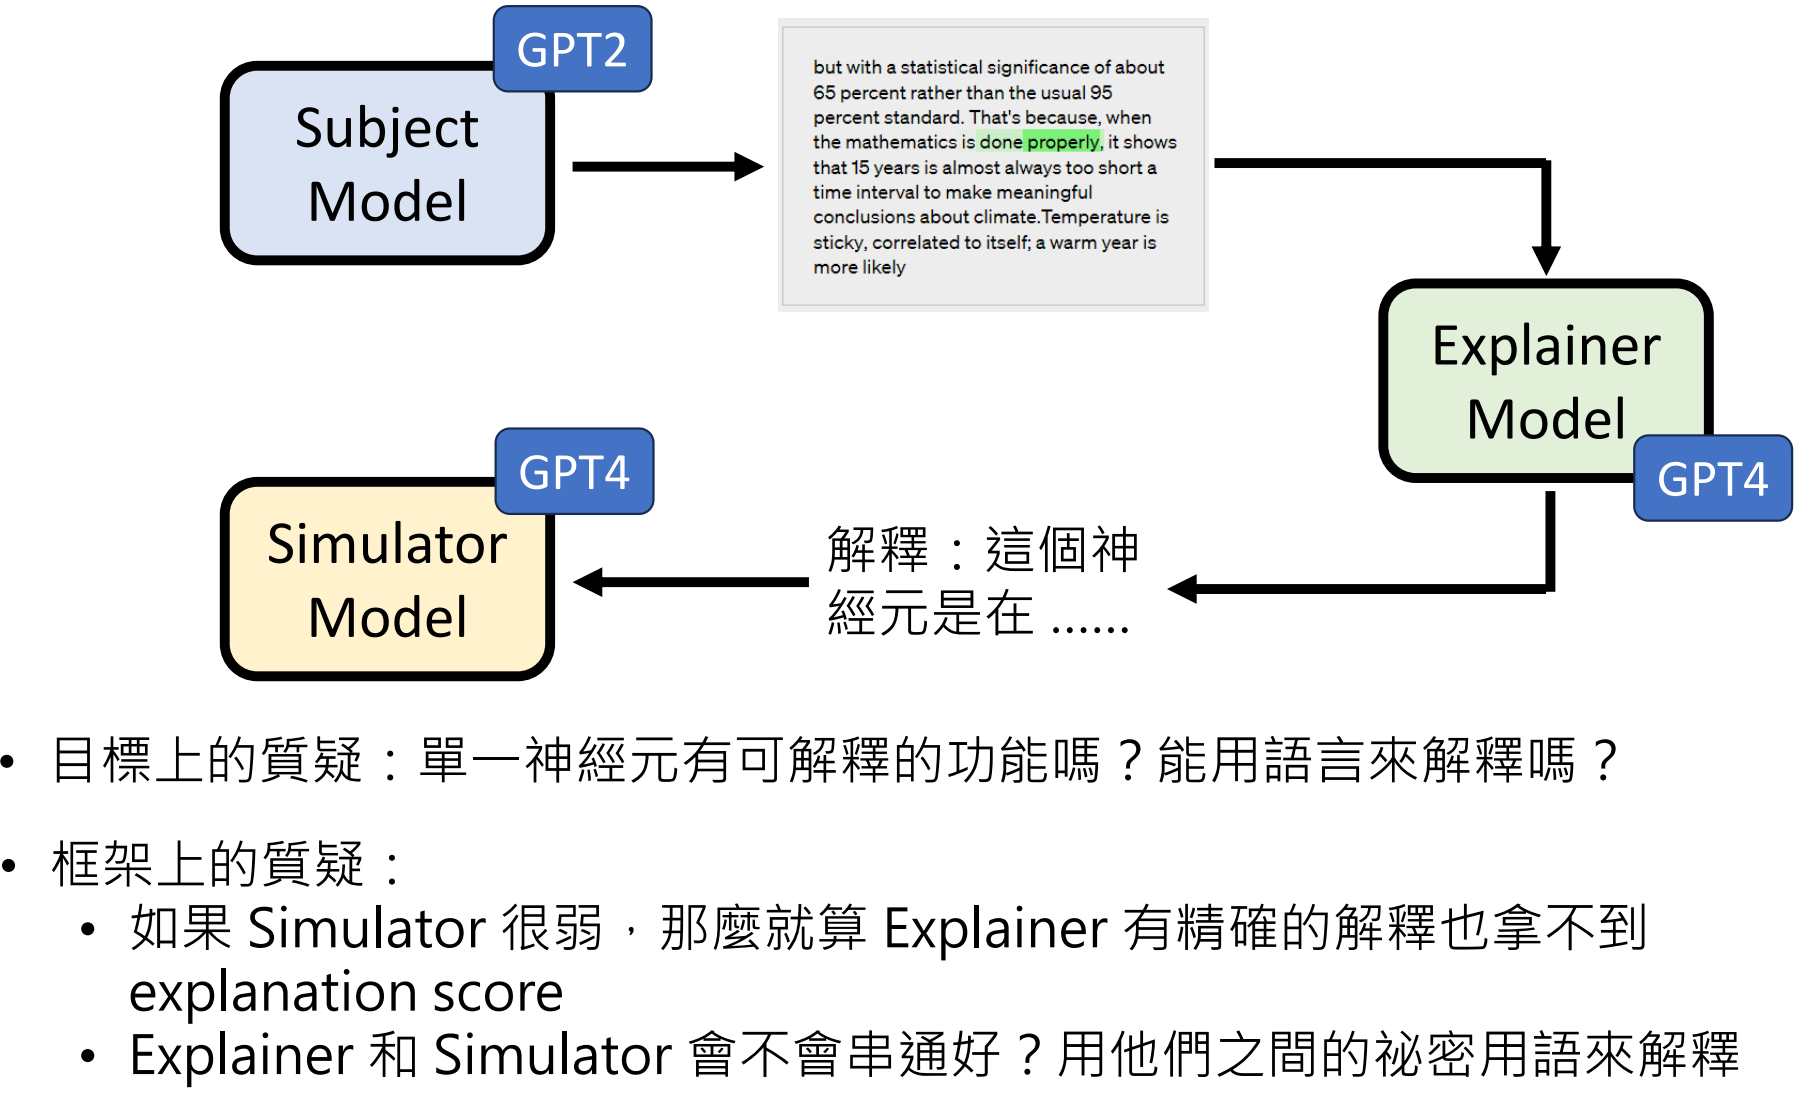 GPT2
Subject
Model
but with a statistical significance of about
65 percent rather than the usual 95
percent standard. That's because, when
the mathematics is done properly, it shows
that 15 years is almost always too short a
time interval to make meaningful
conclusions about climate.Temperature is
sticky, correlated to itself; a warm year is
more likely
Explainer
Model
GPT4
GPT4
Simulator
Model
解釋：這個神
經元是在 ……
• 目標上的質疑：單一神經元有可解釋的功能嗎？能用語言來解釋嗎？
• 框架上的質疑：
• 如果 Simulator 很弱，那麼就算 Explainer 有精確的解釋也拿不到
explanation score
• Explainer 和 Simulator 會不會串通好？用他們之間的祕密用語來解釋